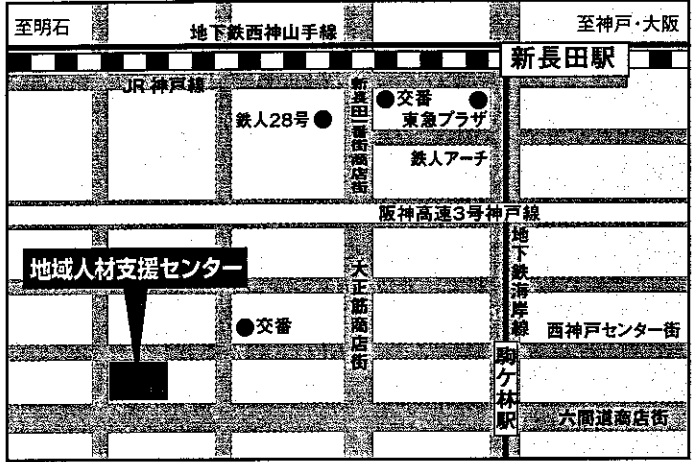 至明石
地下鉄西神山手線
至神戸・大阪
新長田駅
JR 神戸線
新長田一番街商店街
交番
東急プラザ
鉄人28号
鉄人アーチ
阪神高速3号神戸線
地下鉄海岸線
地域人材支援センター
大正筋商店街
交番
西神戸センター街
駒ケ林駅
六間道商店街